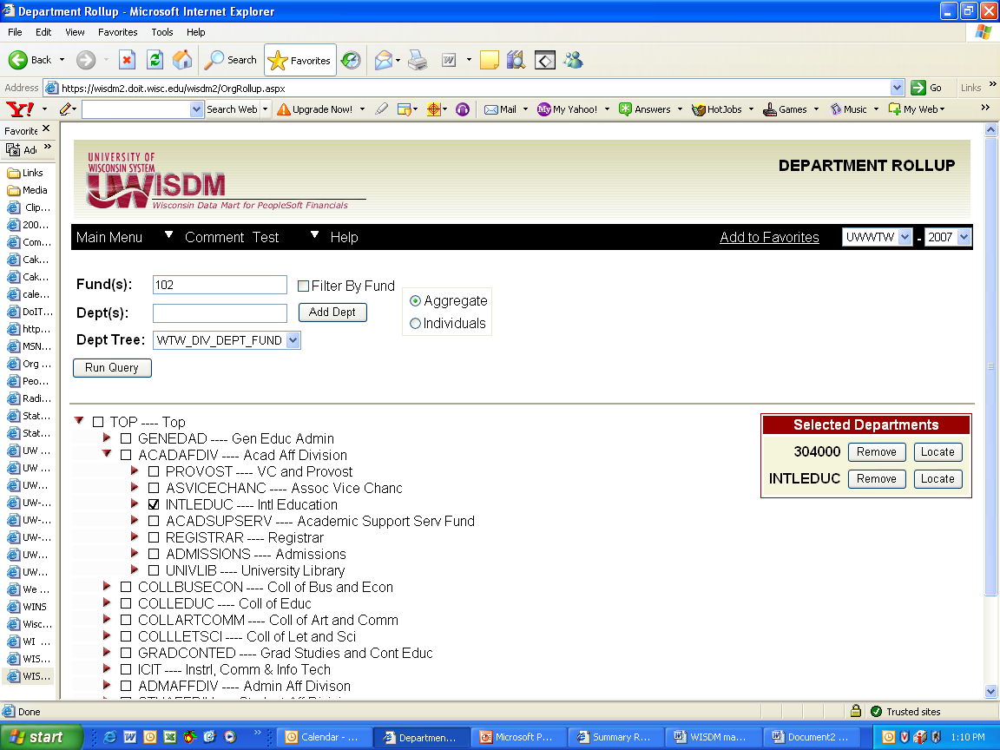 Department Rollup - Microsoft Internet Explorer
File Edit View Favorites Tools Help
Back Search Favorites
Address https://wisdm2.doit.wisc.edu/wisdm2/OrgRollup.aspx Go Links »
Y! Search Web Upgrade Now! Mail My Yahoo! Answers HotJobs Games Music My Web »
Favorite
Ad »
Links
Media
Clip...
200...
Com...
Cak...
Cak...
cale...
DoIT...
http...
MSN...
Org ...
Peo...
Radi...
Stat...
Stat...
UW ...
UW ...
UW...
UW-...
UW-...
UW-...
UW...
UW...
We ...
WINS
Wisc...
WI ...
WIS...
WIS...
UNIVERSITY OF
WISCONSIN SYSTEM
UWISDM
Wisconsin Data Mart for PeopleSoft Financials
DEPARTMENT ROLLUP
Main Menu Comment Test Help Add to Favorites UWWTW - 2007
Fund(s): 102 Filter By Fund
Aggregate
Dept(s): Add Dept
Individuals
Dept Tree: WTW_DIV_DEPT_FUND
Run Query
TOP ---- Top
GENEDAD ---- Gen Educ Admin
ACADAFDIV ---- Acad Aff Division
PROVOST ---- VC and Provost
ASVICECHANC ---- Assoc Vice Chanc
INTLEDUC ---- Intl Education
ACADSUPSERV ---- Academic Support Serv Fund
REGISTRAR ---- Registrar
ADMISSIONS ---- Admissions
UNIVLIB ---- University Library
COLLBUSECON ---- Coll of Bus and Econ
COLLEDUC ---- Coll of Educ
COLLARTCOMM ---- Coll of Art and Comm
COLLLETSCI ---- Coll of Let and Sci
GRADCONTED ---- Grad Studies and Cont Educ
ICIT ---- Instrl, Comm & Info Tech
ADMAFFDIV ---- Admin Aff Divison
Selected Departments
304000 Remove Locate
INTLEDUC Remove Locate
Done Trusted sites
start » Calendar - ... Departmen... Microsoft P... Summary R... WISDM ma... Document2 ... 1:10 PM